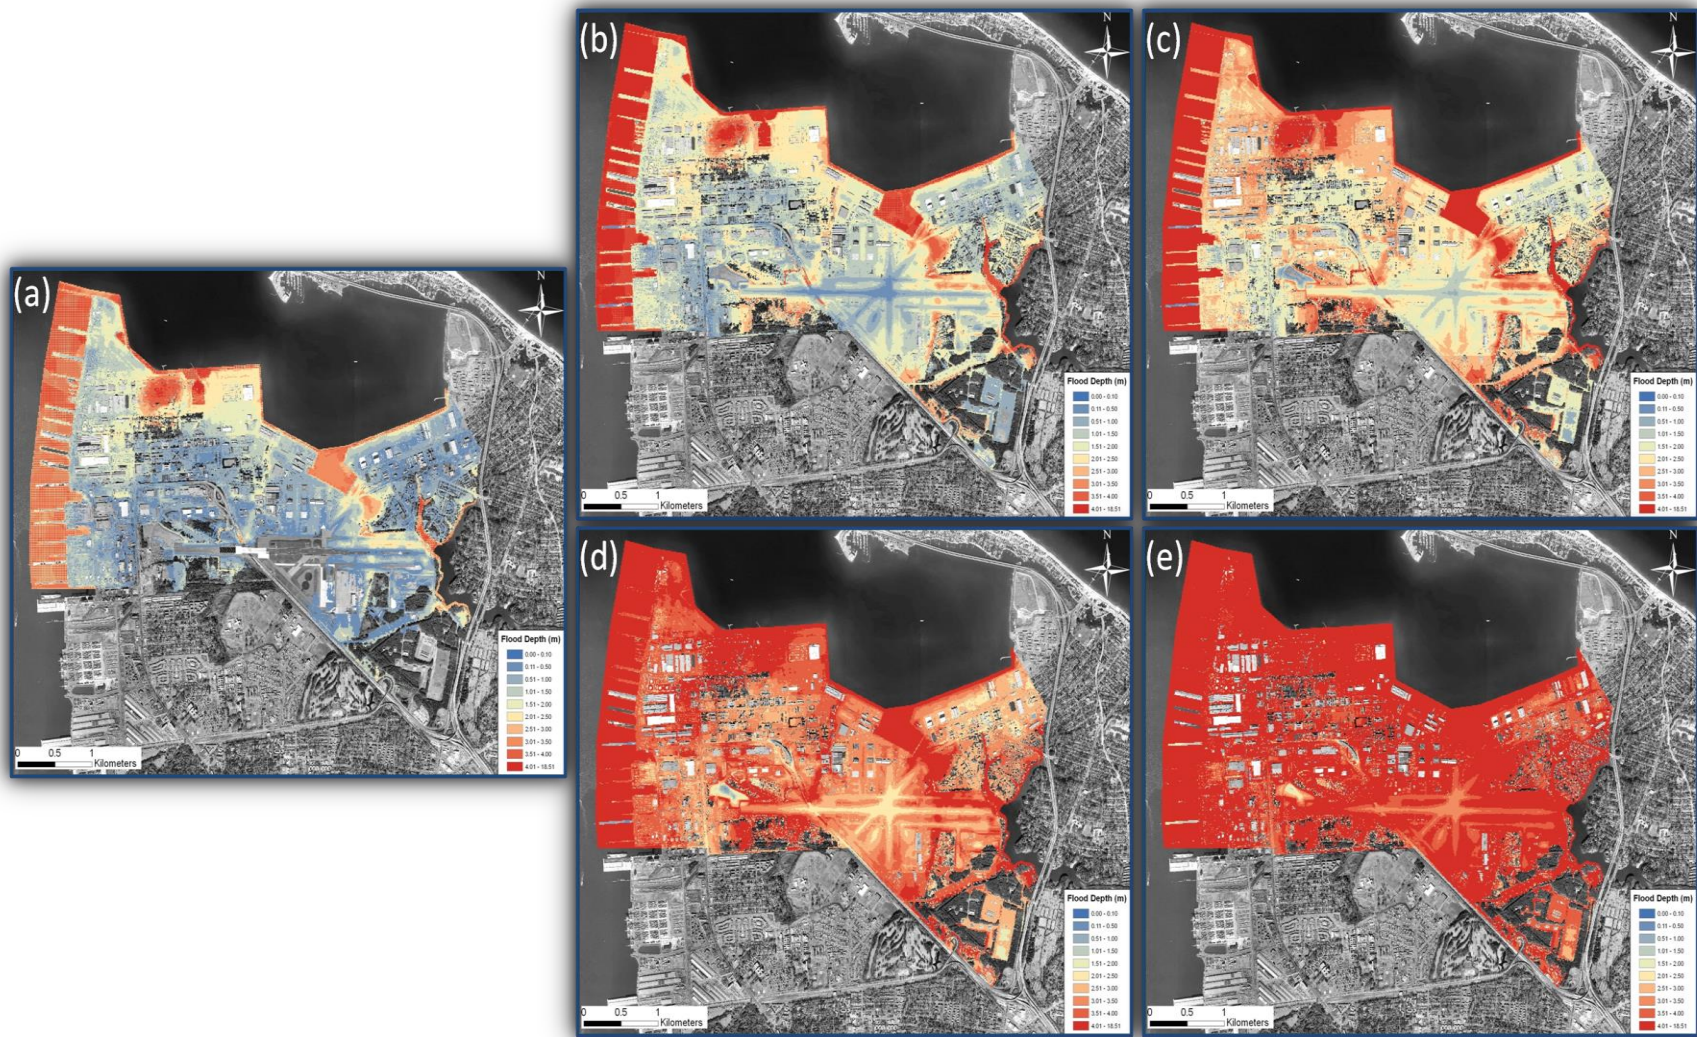 (a)
N
Flood Depth (m)
0.00 - 0.10
0.11 - 0.50
0.51 - 1.00
1.01 - 1.50
1.51 - 2.00
2.01 - 2.50
2.51 - 3.00
3.01 - 3.50
3.51 - 4.00
4.01 - 18.51
0 0.5 1
Kilometers
(b)
N
Flood Depth (m)
0.00 - 0.10
0.11 - 0.50
0.51 - 1.00
1.01 - 1.50
1.51 - 2.00
2.01 - 2.50
2.51 - 3.00
3.01 - 3.50
3.51 - 4.00
4.01 - 18.51
0 0.5 1
Kilometers
(c)
N
Flood Depth (m)
0.00 - 0.10
0.11 - 0.50
0.51 - 1.00
1.01 - 1.50
1.51 - 2.00
2.01 - 2.50
2.51 - 3.00
3.01 - 3.50
3.51 - 4.00
4.01 - 18.51
0 0.5 1
Kilometers
(d)
N
Flood Depth (m)
0.00 - 0.10
0.11 - 0.50
0.51 - 1.00
1.01 - 1.50
1.51 - 2.00
2.01 - 2.50
2.51 - 3.00
3.01 - 3.50
3.51 - 4.00
4.01 - 18.51
0 0.5 1
Kilometers
(e)
N
Flood Depth (m)
0.00 - 0.10
0.11 - 0.50
0.51 - 1.00
1.01 - 1.50
1.51 - 2.00
2.01 - 2.50
2.51 - 3.00
3.01 - 3.50
3.51 - 4.00
4.01 - 18.51
0 0.5 1
Kilometers